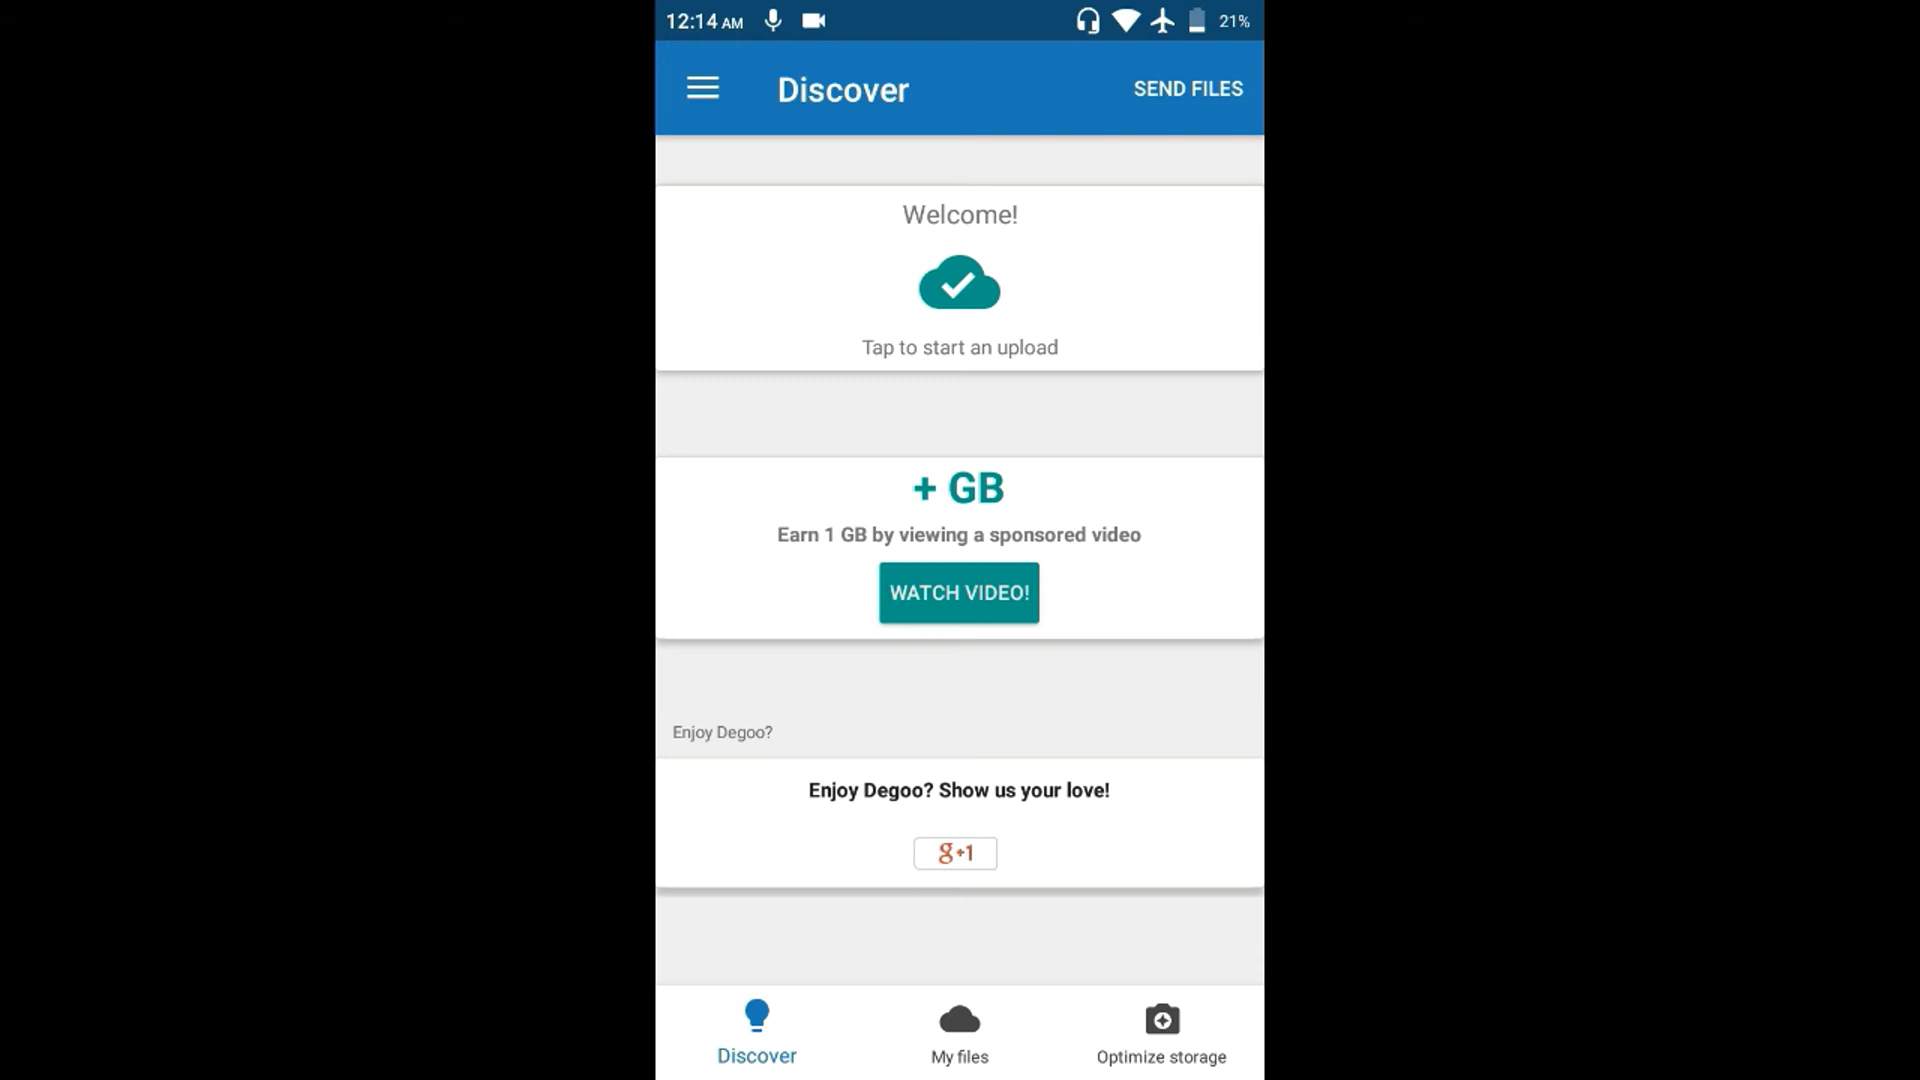 12:14 AM 21%
Discover SEND FILES
Welcome!
Tap to start an upload
+ GB
Earn 1 GB by viewing a sponsored video
WATCH VIDEO!
Enjoy Degoo?
Enjoy Degoo? Show us your love!
g+1
Discover My files Optimize storage